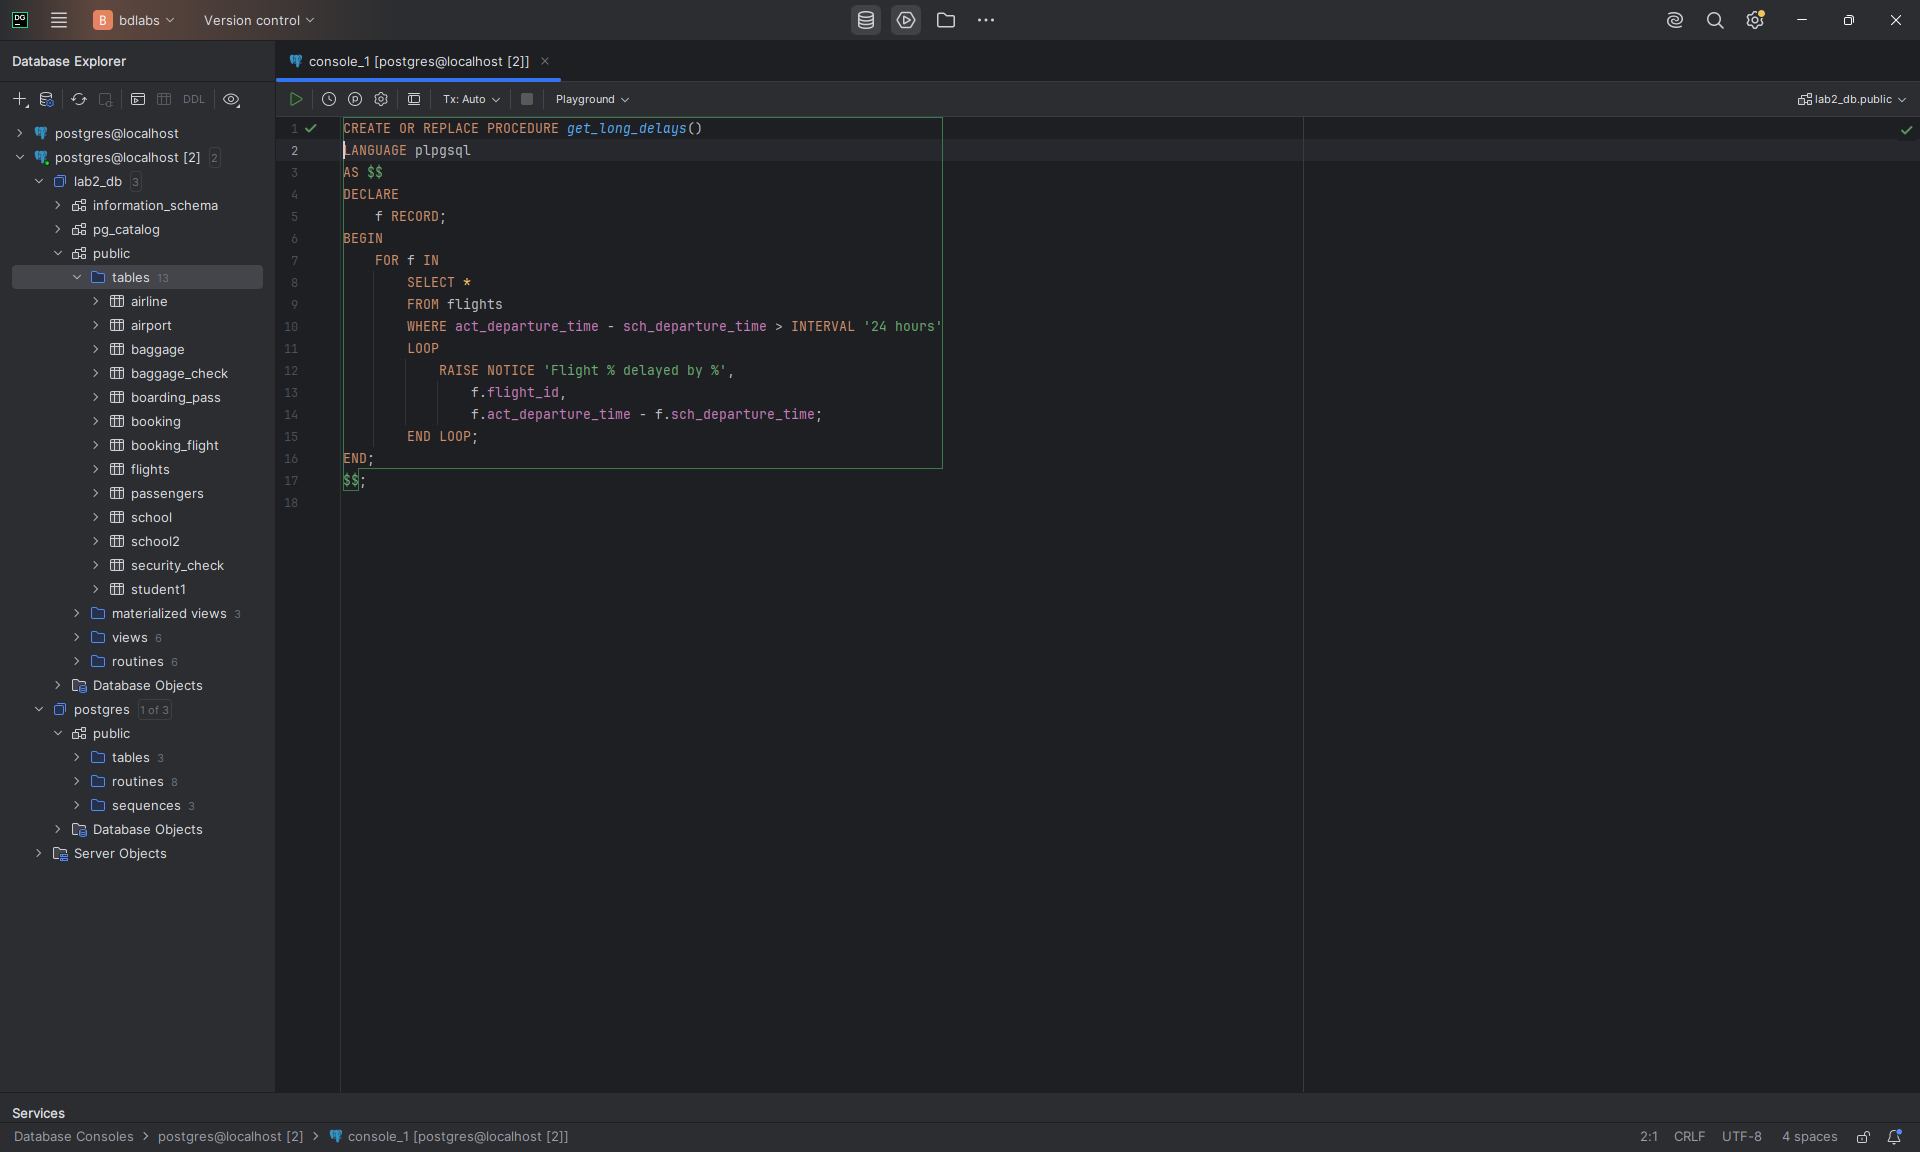 DG
B bdlabs
Version control
Database Explorer
console_1 [postgres@localhost [2]]
DDL
Tx: Auto
Playground
lab2_db.public
postgres@localhost
postgres@localhost [2] 2
lab2_db 3
information_schema
pg_catalog
public
tables 13
airline
airport
baggage
baggage_check
boarding_pass
booking
booking_flight
flights
passengers
school
school2
security_check
student1
materialized views 3
views 6
routines 6
Database Objects
postgres 1 of 3
public
tables 3
routines 8
sequences 3
Database Objects
Server Objects
1 CREATE OR REPLACE PROCEDURE get_long_delays()
2 LANGUAGE plpgsql
3 AS $$
4 DECLARE
5 f RECORD;
6 BEGIN
7 FOR f IN
8 SELECT *
9 FROM flights
10 WHERE act_departure_time - sch_departure_time > INTERVAL '24 hours'
11 LOOP
12 RAISE NOTICE 'Flight % delayed by %',
13 f.flight_id,
14 f.act_departure_time - f.sch_departure_time;
15 END LOOP;
16 END;
17 $$;
18
Services
Database Consoles > postgres@localhost [2] > console_1 [postgres@localhost [2]]
2:1 CRLF UTF-8 4 spaces